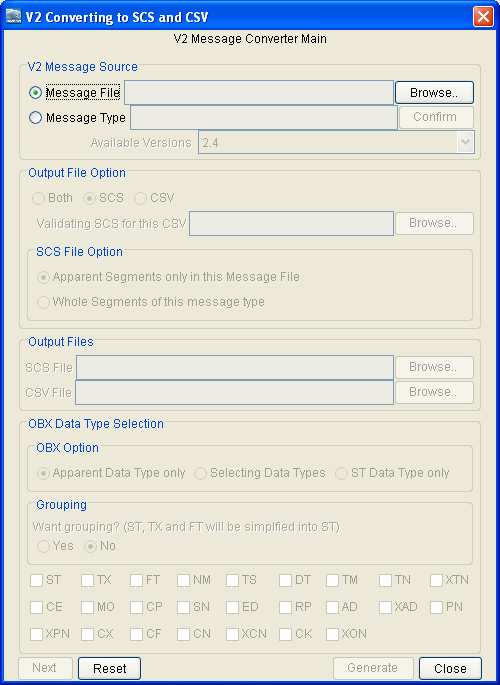 V2 Converting to SCS and CSV
V2 Message Converter Main
V2 Message Source
Message File Browse..
Message Type Confirm
Available Versions 2.4
Output File Option
Both SCS CSV
Validating SCS for this CSV Browse..
SCS File Option
Apparent Segments only in this Message File
Whole Segments of this message type
Output Files
SCS File Browse..
CSV File Browse..
OBX Data Type Selection
OBX Option
Apparent Data Type only Selecting Data Types ST Data Type only
Grouping
Want grouping? (ST, TX and FT will be simplfied into ST)
Yes No
ST TX FT NM TS DT TM TN XTN
CE MO CP SN ED RP AD XAD PN
XPN CX CF CN XCN CK XON
Next Reset Generate Close